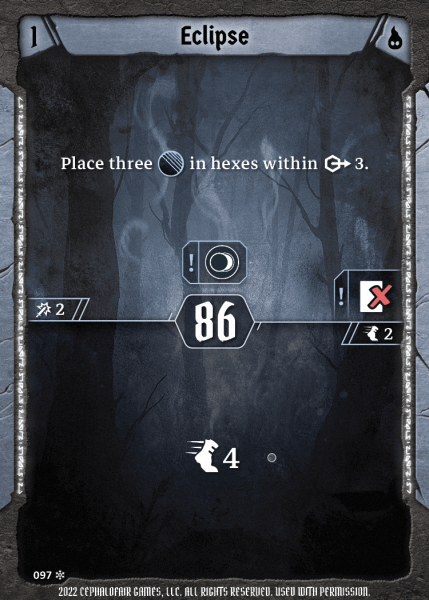 1
Eclipse
Place three in hexes within 3.
!
!
2
86
2
4
097
2022 CEPHALOFAIR GAMES, LLC. ALL RIGHTS RESERVED. USED WITH PERMISSION.